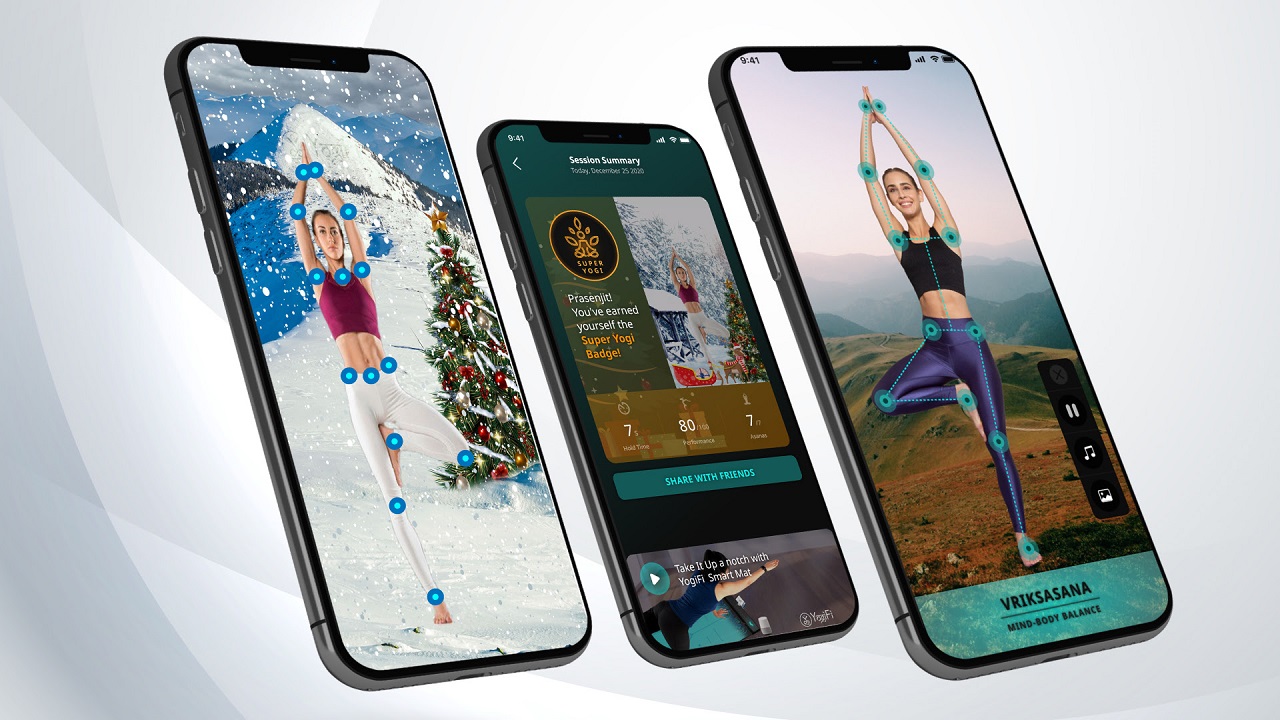 9:41
Session Summary
Today, December 25 2020
SUPER
YOGI
Prasenjit!
You've earned
yourself the
Super Yogi
Badge!
7 s
Hold Time
80 /100
Performance
7 /7
Asanas
SHARE WITH FRIENDS
Take It Up a notch with
YogiFi Smart Mat
YogiFi
9:41
VRIKSASANA
MIND-BODY BALANCE